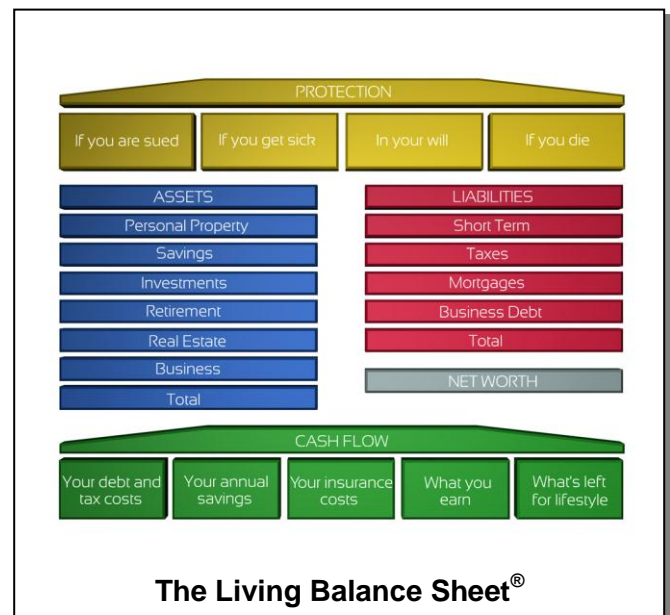 PROTECTION
If you are sued
If you get sick
In your will
If you die
ASSETS
Personal Property
Savings
Investments
Retirement
Real Estate
Business
Total
LIABILITIES
Short Term
Taxes
Mortgages
Business Debt
Total
NET WORTH
CASH FLOW
Your debt and
tax costs
Your annual
savings
Your insurance
costs
What you
earn
What's left
for lifestyle
The Living Balance Sheet®